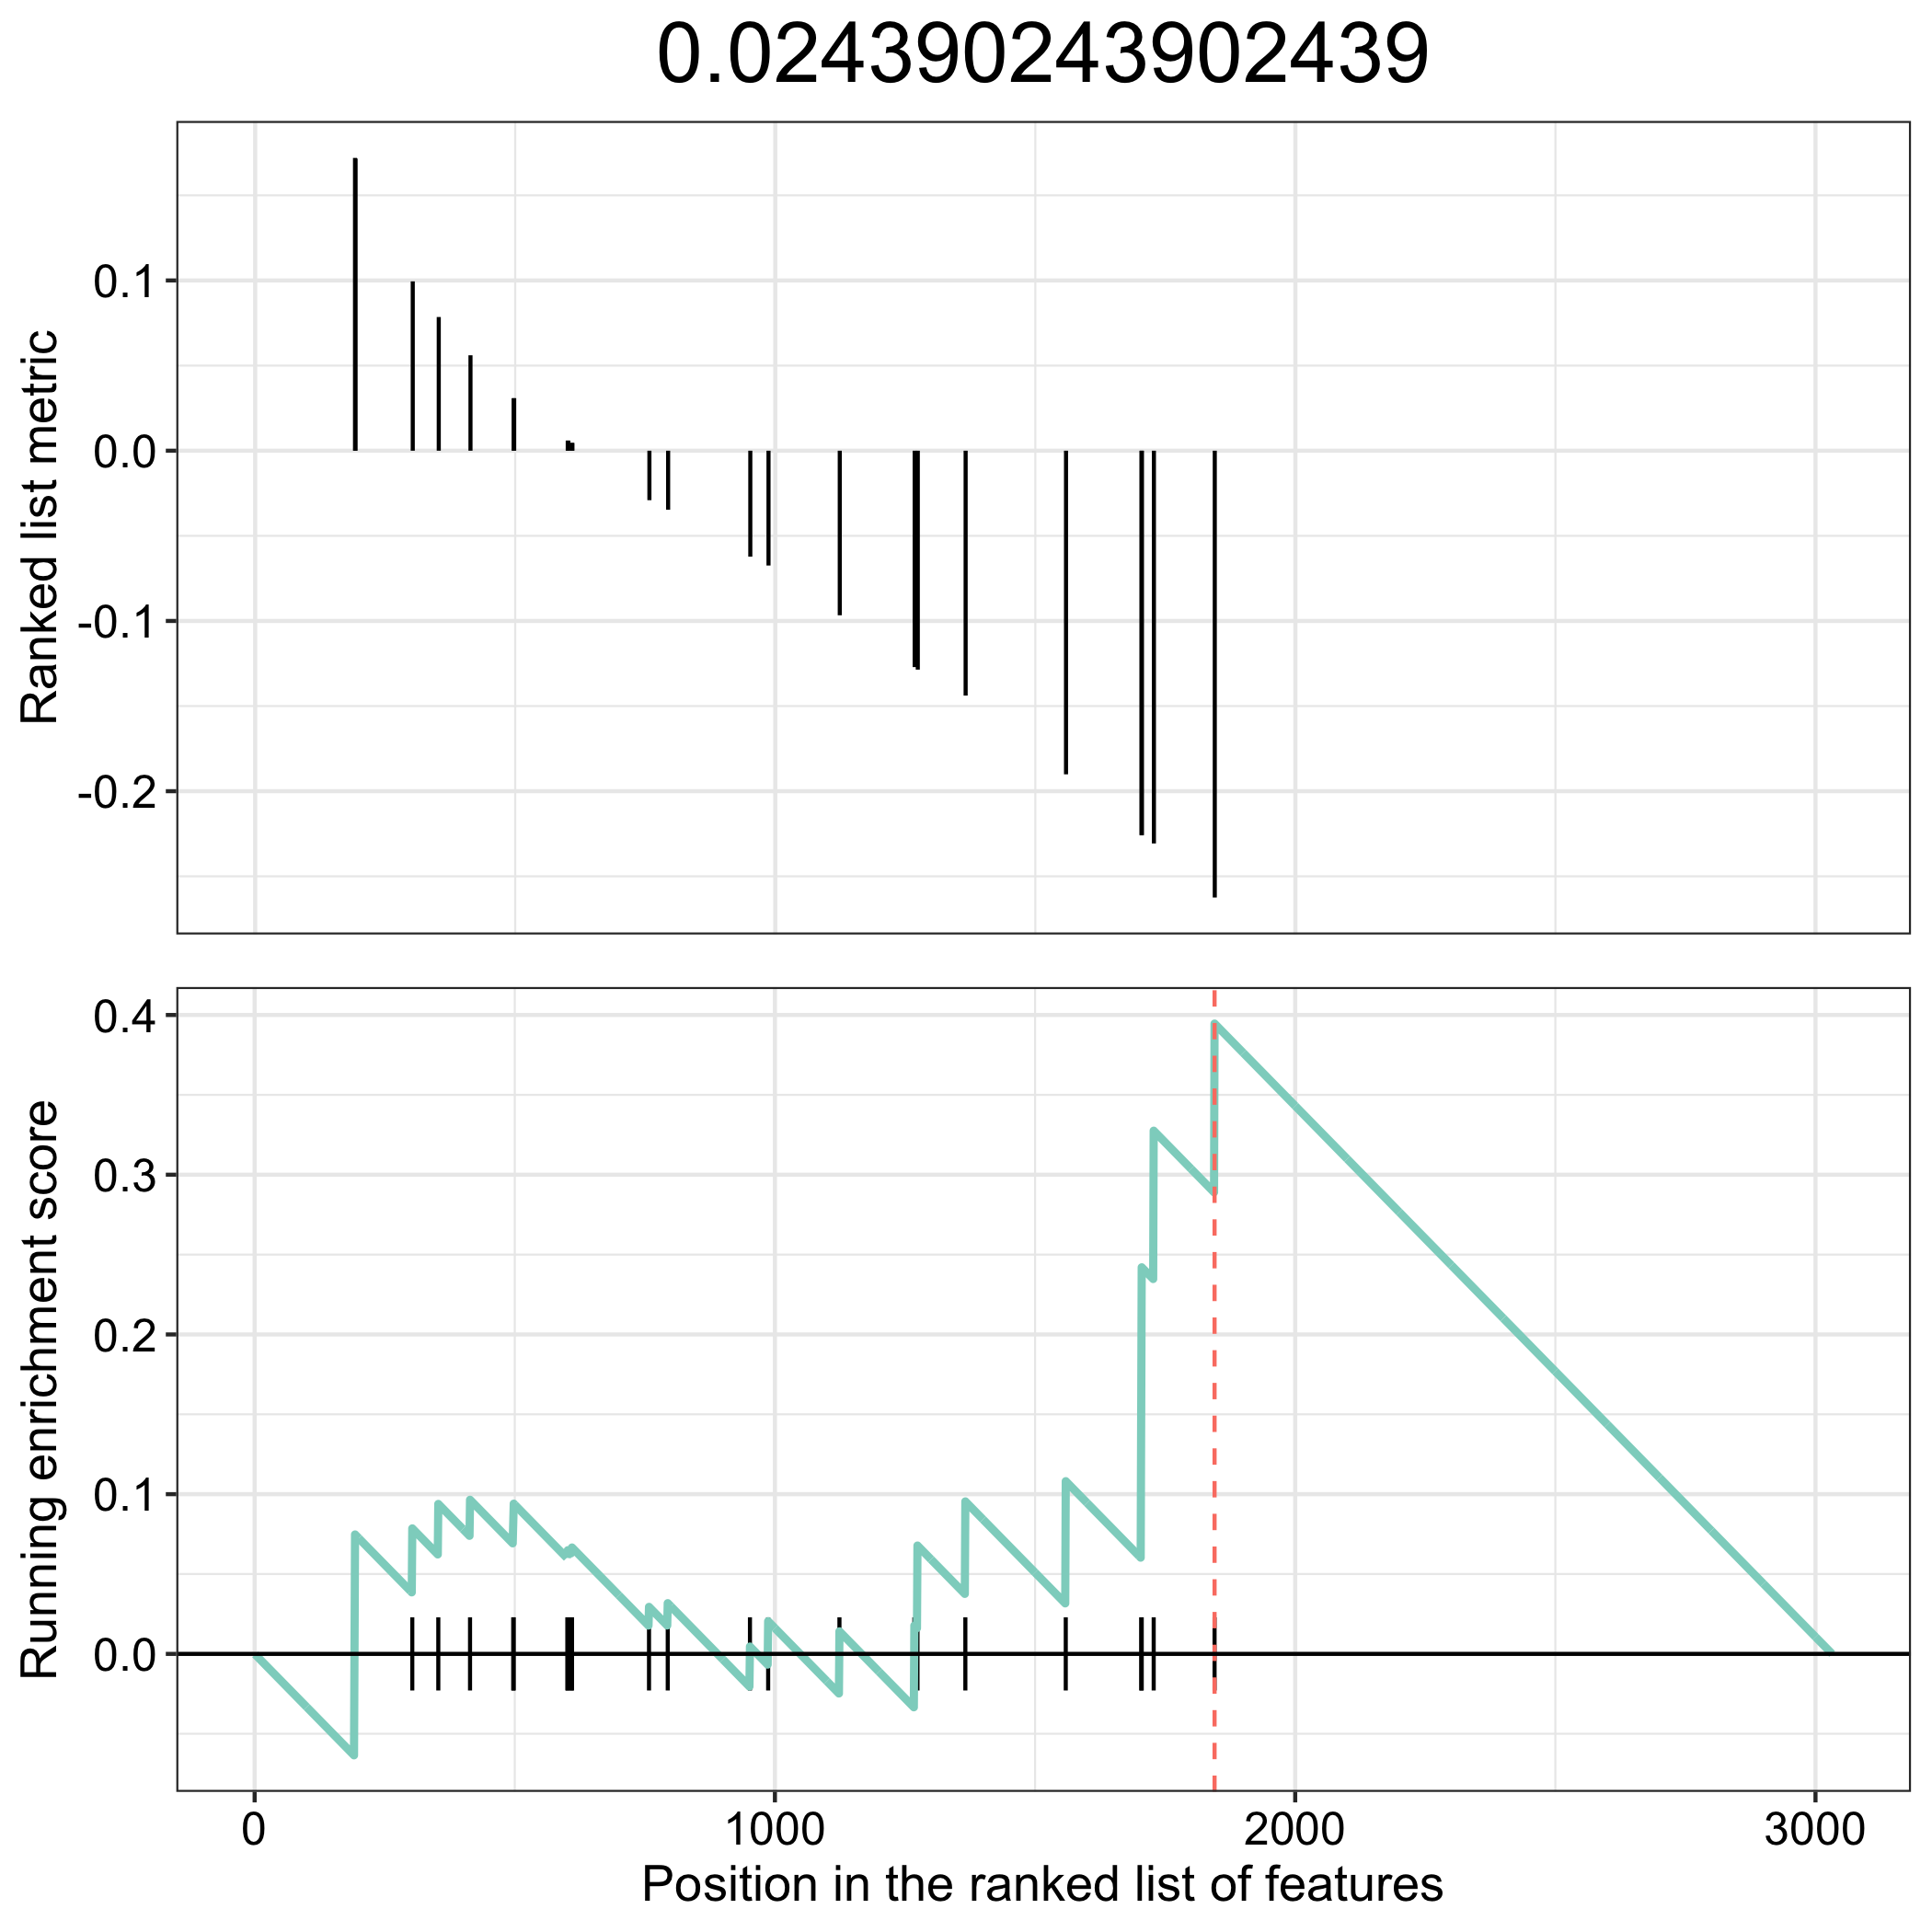 0.024390243902439
Ranked list metric
0.1
0.0
-0.1
-0.2
Running enrichment score
0.4
0.3
0.2
0.1
0.0
0 1000 2000 3000
Position in the ranked list of features